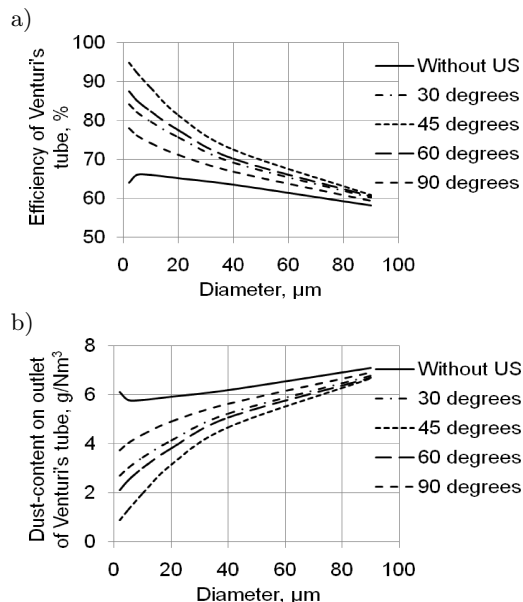 a)
Efficiency of Venturi's
tube, %
100
90
80
70
60
50
0 20 40 60 80 100
Diameter, µm
Without US
30 degrees
45 degrees
60 degrees
90 degrees
b)
Dust-content on outlet
of Venturi's tube, g/Nm³
8
6
4
2
0
0 20 40 60 80 100
Diameter, µm
Without US
30 degrees
45 degrees
60 degrees
90 degrees